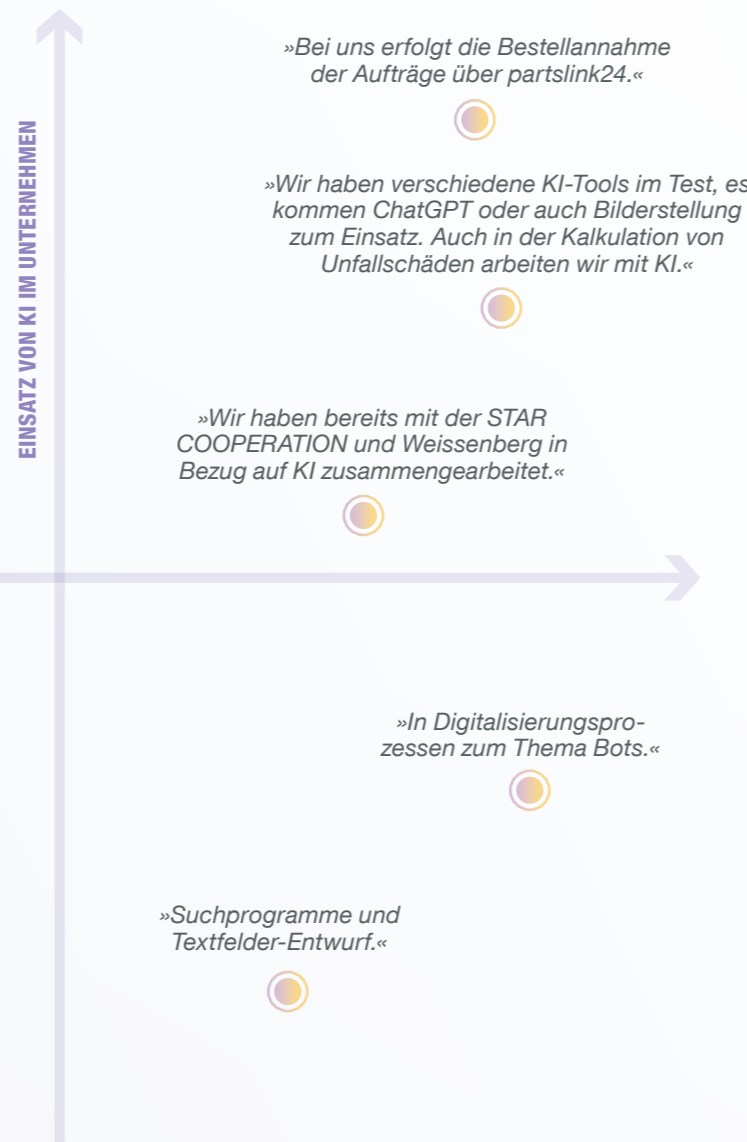 »Bei uns erfolgt die Bestellannahme
der Aufträge über partslink24.«
EINSATZ VON KI IM UNTERNEHMEN
»Wir haben verschiedene KI-Tools im Test, es
kommen ChatGPT oder auch Bilderstellung
zum Einsatz. Auch in der Kalkulation von
Unfallschäden arbeiten wir mit KI.«
»Wir haben bereits mit der STAR
COOPERATION und Weissenberg in
Bezug auf KI zusammengearbeitet.«
»In Digitalisierungspro-
zessen zum Thema Bots.«
»Suchprogramme und
Textfelder-Entwurf.«